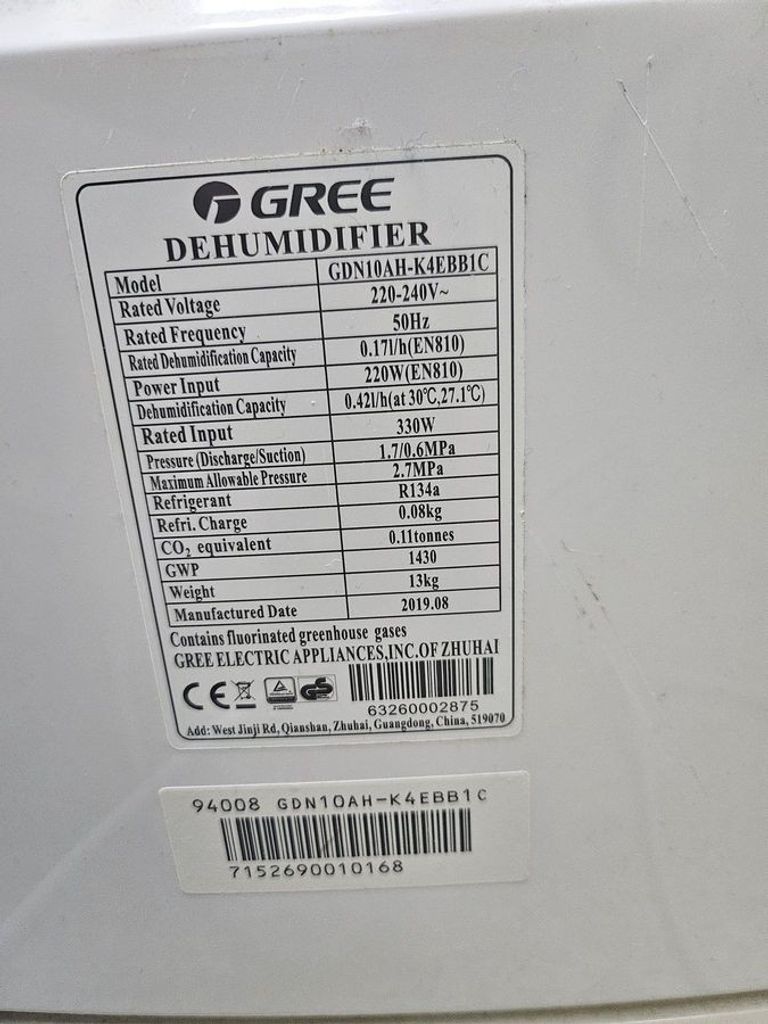 GREE
DEHUMIDIFIER
Model GDN10AH-K4EBB1C
Rated Voltage 220-240V~
Rated Frequency 50Hz
Rated Dehumidification Capacity 0.17l/h(EN810)
Power Input 220W(EN810)
Dehumidification Capacity 0.42l/h(at 30℃,27.1℃)
Rated Input 330W
Pressure (Discharge/Suction) 1.7/0.6MPa
Maximum Allowable Pressure 2.7MPa
Refrigerant R134a
Refri. Charge 0.08kg
CO₂ equivalent 0.11tonnes
GWP 1430
Weight 13kg
Manufactured Date 2019.08
Contains fluorinated greenhouse gases
GREE ELECTRIC APPLIANCES,INC.OF ZHUHAI
CE GS
63260002875
Add: West Jinji Rd, Qianshan, Zhuhai, Guangdong, China, 519070
94008 GDN10AH-K4EBB1C
7152690010168